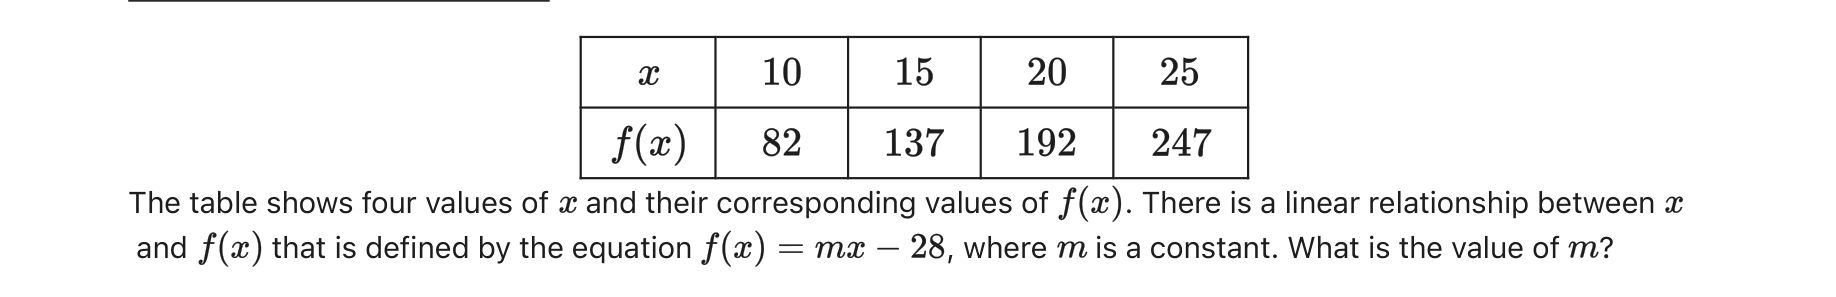 x 10 15 20 25
f(x) 82 137 192 247
The table shows four values of x and their corresponding values of f(x). There is a linear relationship between x
and f(x) that is defined by the equation f(x) = mx − 28, where m is a constant. What is the value of m?